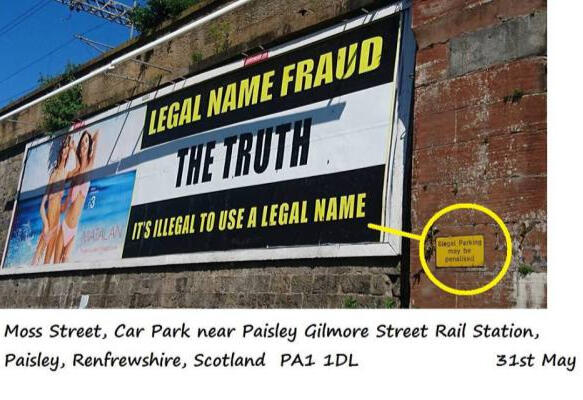 LEGAL NAME FRAUD
THE TRUTH
IT'S ILLEGAL TO USE A LEGAL NAME
MATALAN
Illegal Parking
may be
penalised
Moss Street, Car Park near Paisley Gilmore Street Rail Station,
Paisley, Renfrewshire, Scotland PA1 1DL 31st May